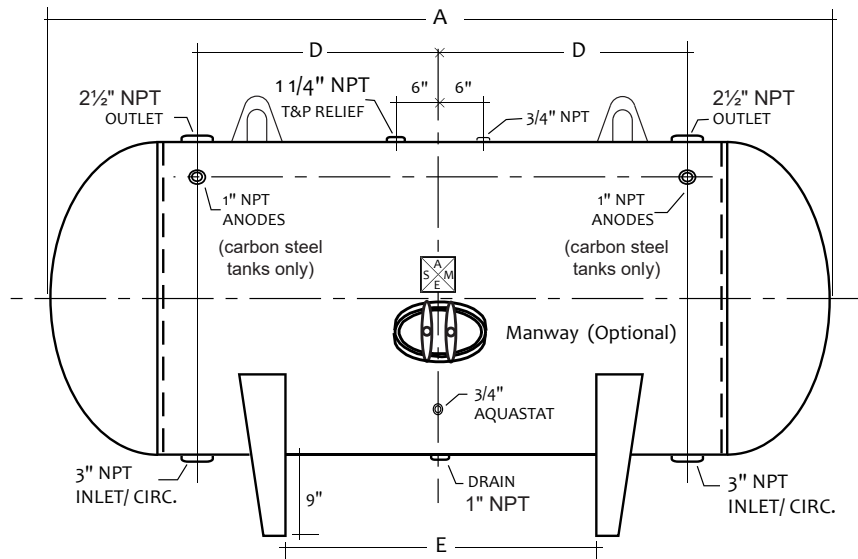 A
D
D
6"
6"
1 1/4" NPT
T&P RELIEF
2½" NPT
OUTLET
3/4" NPT
2½" NPT
OUTLET
1" NPT
ANODES
(carbon steel
tanks only)
1" NPT
ANODES
(carbon steel
tanks only)
A
S M
E
Manway (Optional)
3/4"
AQUASTAT
3" NPT
INLET/ CIRC.
9"
DRAIN
1" NPT
3" NPT
INLET/ CIRC.
E